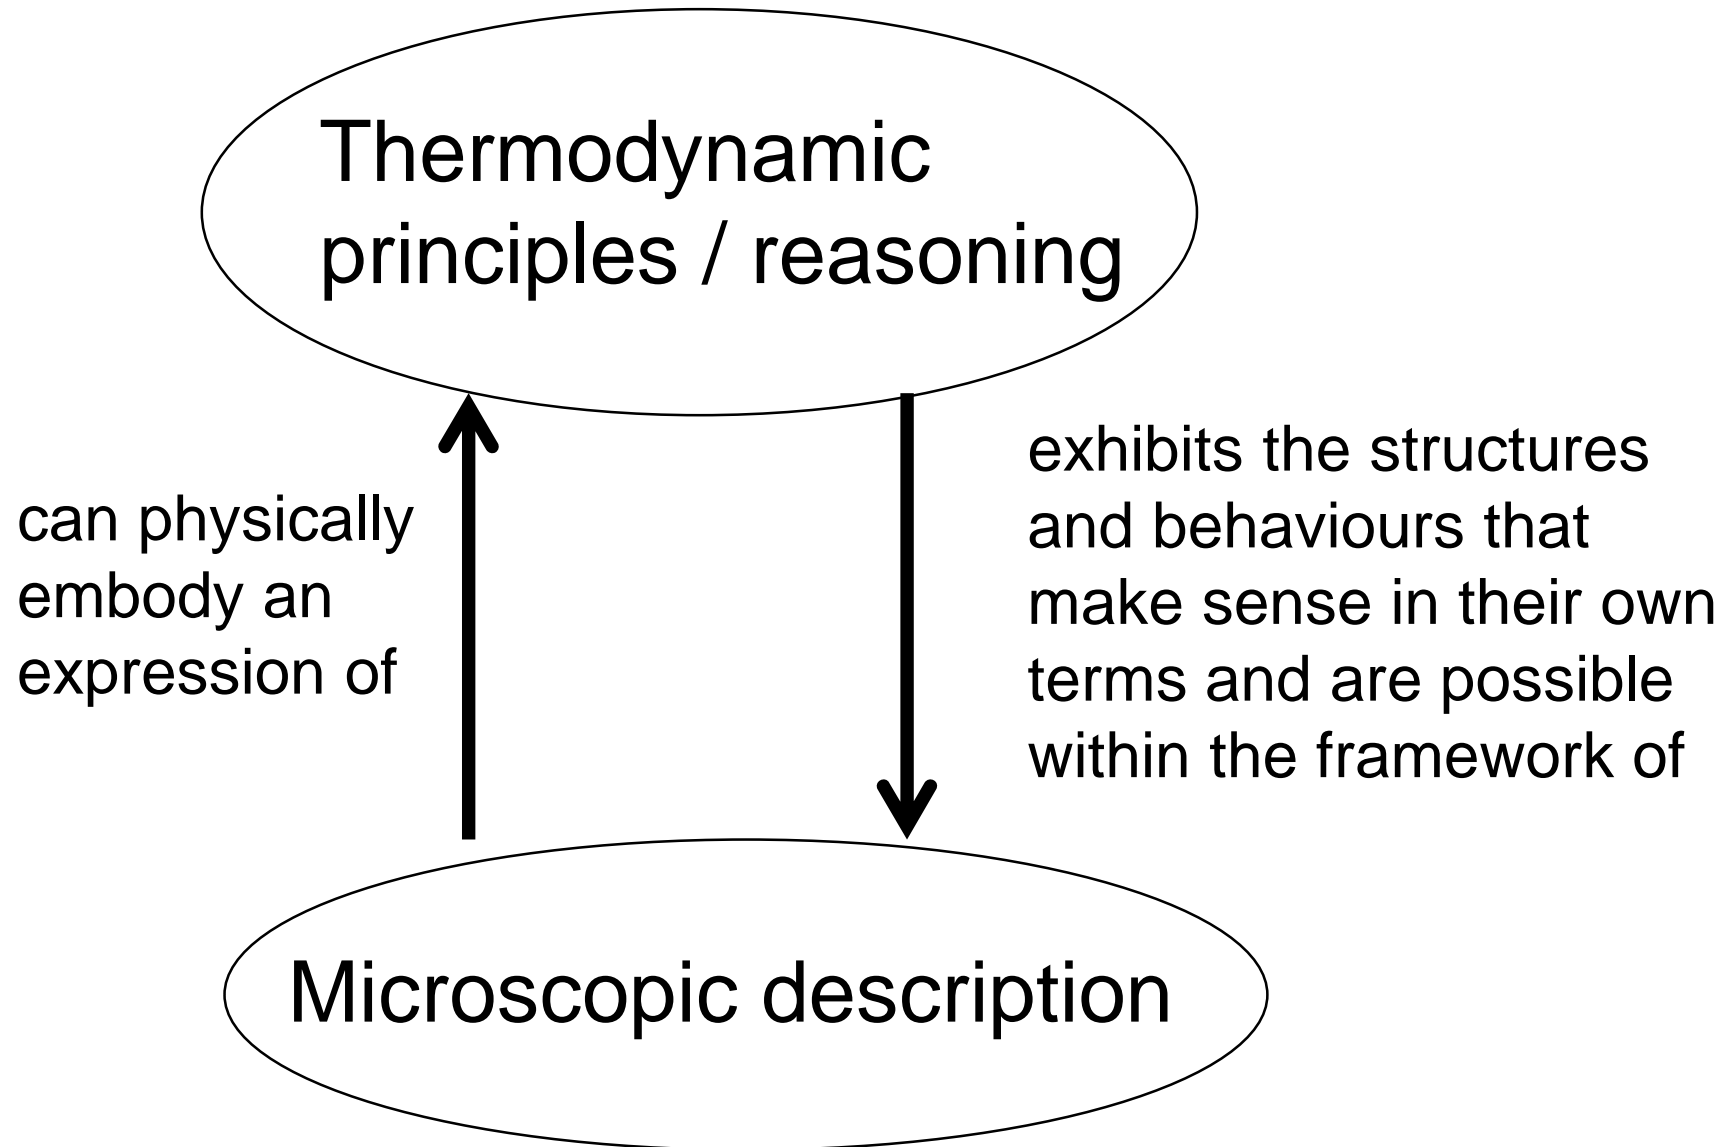 Thermodynamic
principles / reasoning
can physically
embody an
expression of
exhibits the structures
and behaviours that
make sense in their own
terms and are possible
within the framework of
Microscopic description